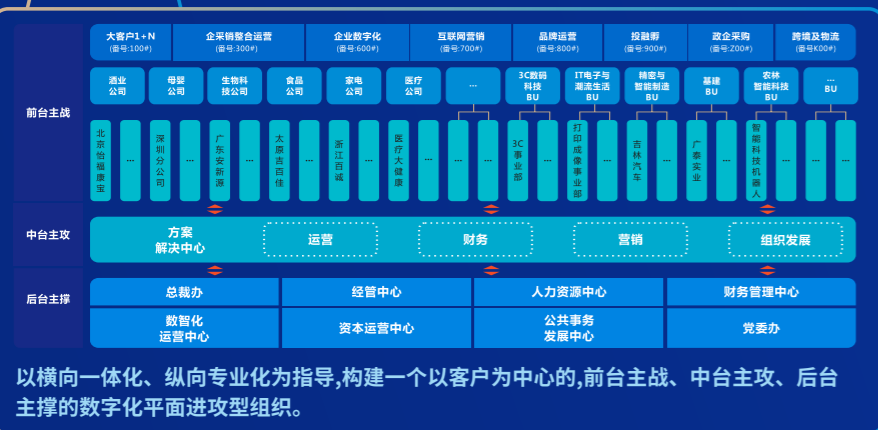 大客户1+N
(番号:100#)
企采销整合运营
(番号:300#)
企业数字化
(番号:600#)
互联网营销
(番号:700#)
品牌运营
(番号:800#)
投融孵
(番号:900#)
政企采购
(番号:Z00#)
跨境及物流
(番号K00#)
前台主战
酒业
公司
母婴
公司
生物科
技公司
食品
公司
家电
公司
医疗
公司
...
3C数码
科技
BU
IT电子与
潮流生活
BU
精密与
智能制造
BU
基建
BU
农林
智能科技
BU
...
BU
北京怡福康宝
...
深圳分公司
...
广东安新源
...
太原吉百佳
...
浙江百诚
...
医疗大健康
...
...
...
3C事业部
...
打印成像事业部
...
吉林汽车
...
广泰实业
...
智能科技机器人
...
...
...
中台主攻
方案
解决中心
运营
财务
营销
组织发展
后台主撑
总裁办
经管中心
人力资源中心
财务管理中心
数智化
运营中心
资本运营中心
公共事务
发展中心
党委办
以横向一体化、纵向专业化为指导,构建一个以客户为中心的,前台主战、中台主攻、后台
主撑的数字化平面进攻型组织。